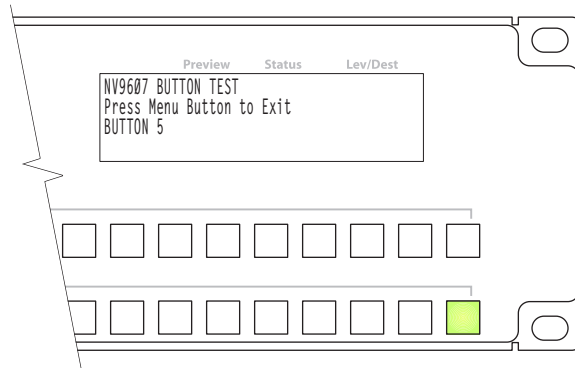 Preview Status Lev/Dest
NV9607 BUTTON TEST
Press Menu Button to Exit
BUTTON 5